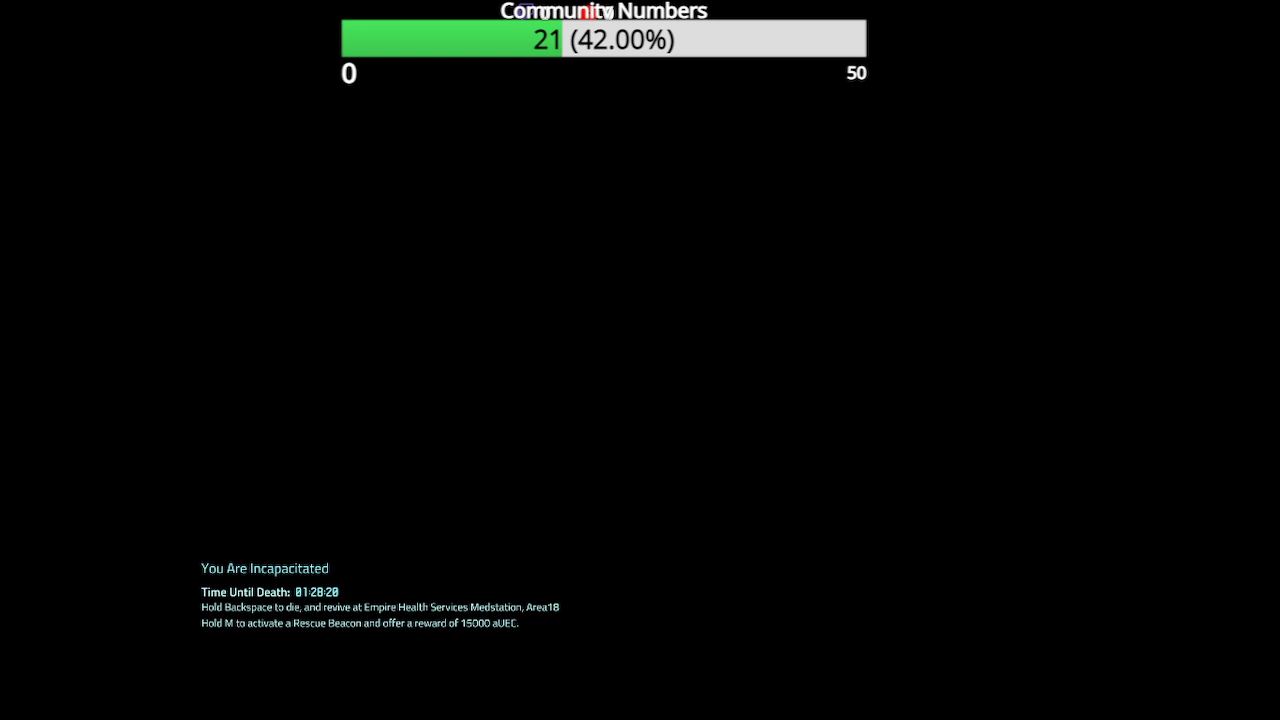 Community Numbers
21 (42.00%)
0
50
You Are Incapacitated
Time Until Death: 01:28:20
Hold Backspace to die, and revive at Empire Health Services Medstation, Area18
Hold M to activate a Rescue Beacon and offer a reward of 15000 aUEC.